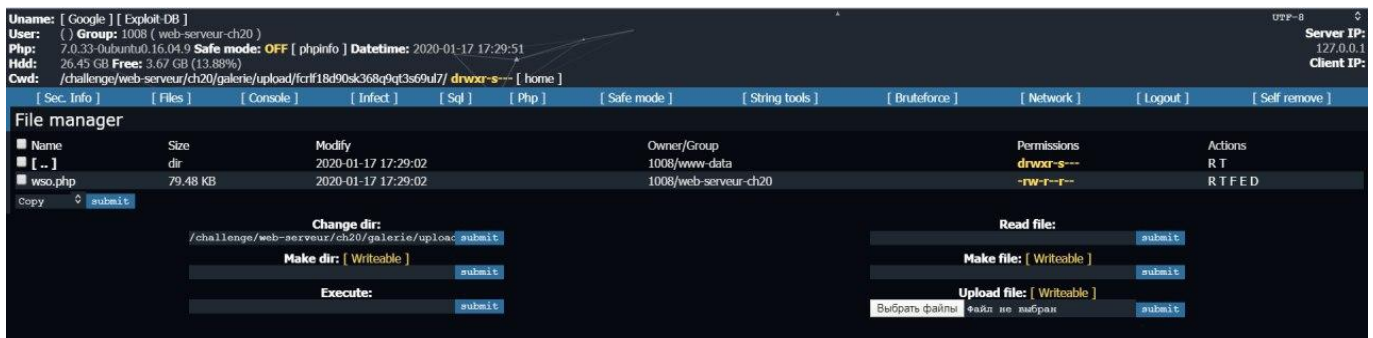 Uname: [ Google ] [ Exploit-DB ] UTF-8
User: ( ) Group: 1008 ( web-serveur-ch20 ) Server IP:
Php: 7.0.33-0ubuntu0.16.04.9 Safe mode: OFF [ phpinfo ] Datetime: 2020-01-17 17:29:51 127.0.0.1
Hdd: 26.45 GB Free: 3.67 GB (13.88%) Client IP:
Cwd: /challenge/web-serveur/ch20/galerie/upload/fcrlf18d90sk368q9qt3s69ul7/ drwxr-s--- [ home ]
[ Sec. Info ] [ Files ] [ Console ] [ Infect ] [ Sql ] [ Php ] [ Safe mode ] [ String tools ] [ Bruteforce ] [ Network ] [ Logout ] [ Self remove ]
File manager
Name Size Modify Owner/Group Permissions Actions
[ .. ] dir 2020-01-17 17:29:02 1008/www-data drwxr-s--- R T
wso.php 79.48 KB 2020-01-17 17:29:02 1008/web-serveur-ch20 -rw-r--r-- R T F E D
Copy submit
Change dir: Read file:
/challenge/web-serveur/ch20/galerie/upload submit submit
Make dir: [ Writeable ] Make file: [ Writeable ]
submit submit
Execute: Upload file: [ Writeable ]
submit Выбрать файлы Файл не выбран submit